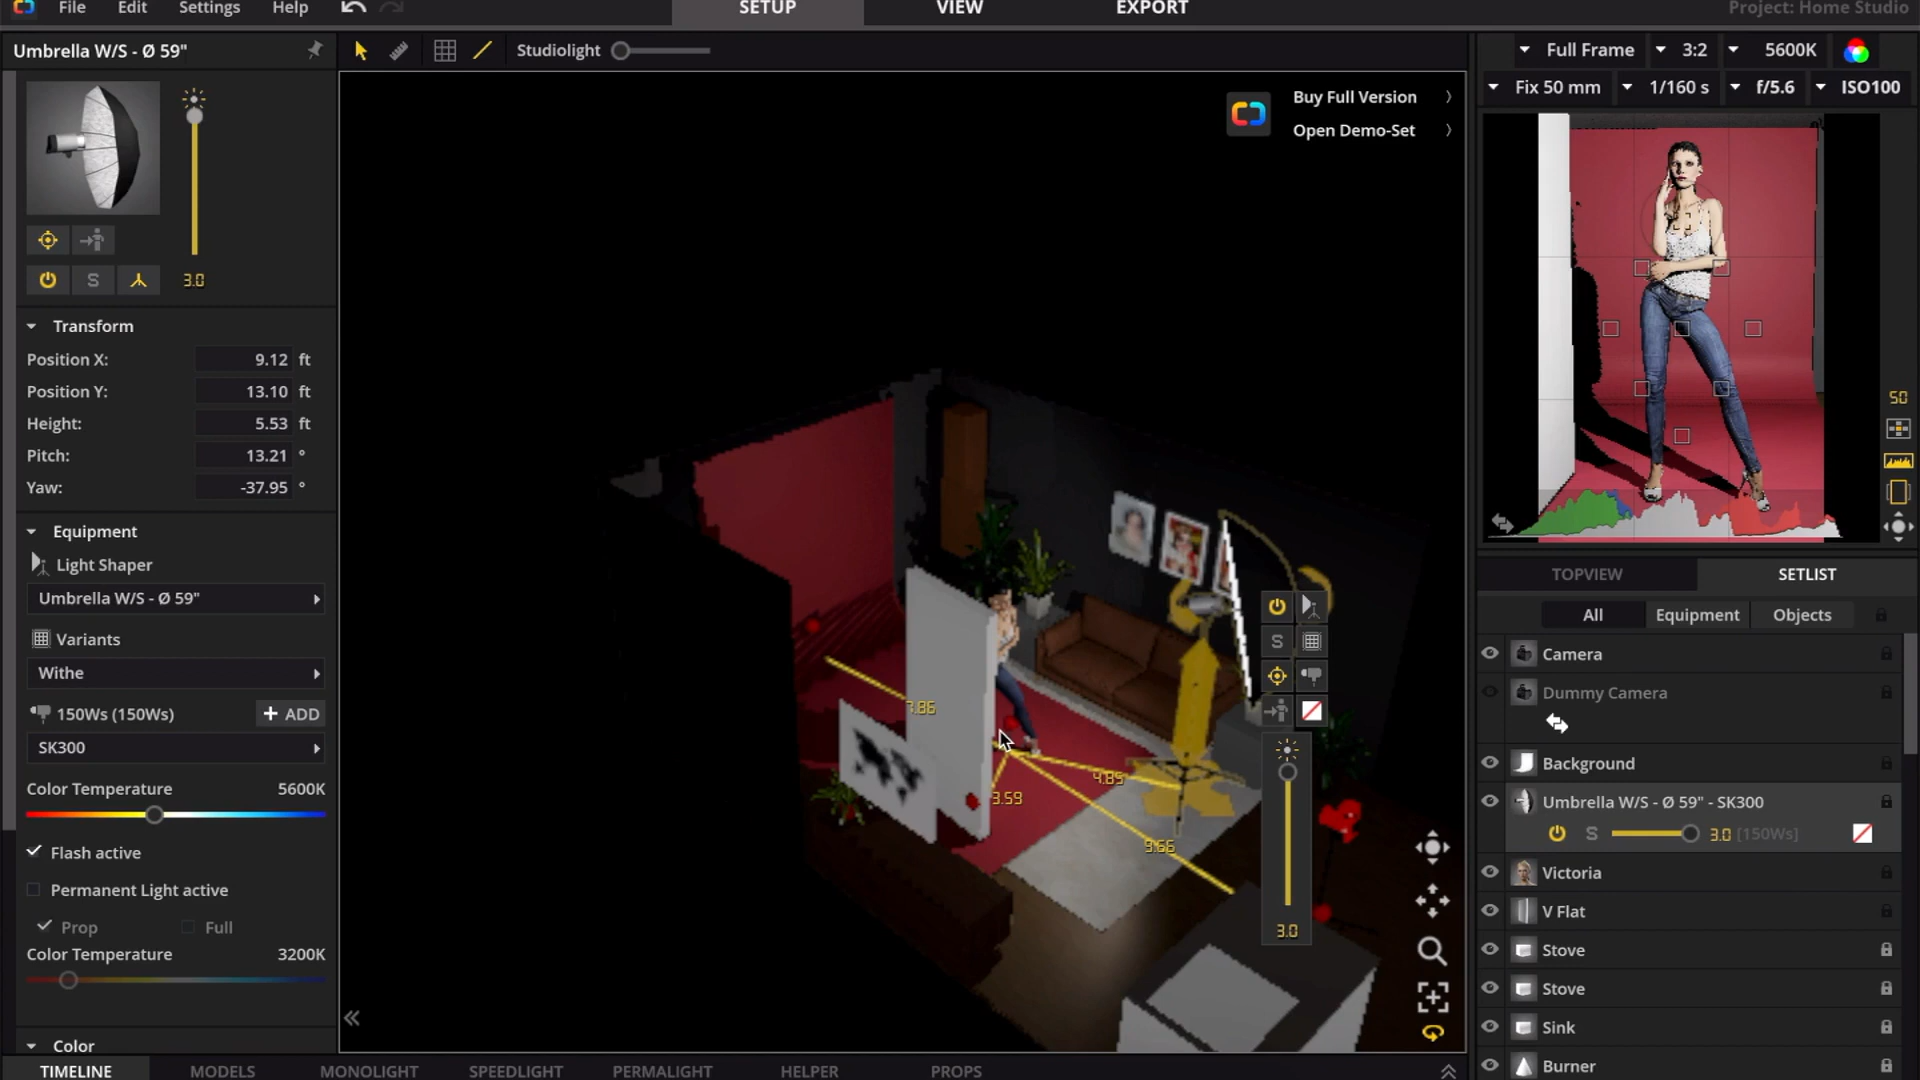 File Edit Settings Help
SETUP VIEW EXPORT
Project: Home Studio
Umbrella W/S - Ø 59"
Studiolight
Full Frame 3:2 5600K
Fix 50 mm 1/160 s f/5.6 ISO100
Buy Full Version
Open Demo-Set
S
3.0
Transform
Position X: 9.12 ft
Position Y: 13.10 ft
Height: 5.53 ft
Pitch: 13.21 °
Yaw: -37.95 °
Equipment
Light Shaper
Umbrella W/S - Ø 59"
Variants
Withe
150Ws (150Ws) + ADD
SK300
Color Temperature 5600K
Flash active
Permanent Light active
Prop Full
Color Temperature 3200K
Color
7.86
4.85
3.59
9.66
S
3.0
50
TOPVIEW SETLIST
All Equipment Objects
Camera
Dummy Camera
Background
Umbrella W/S - Ø 59" - SK300
S 3.0 [150Ws]
Victoria
V Flat
Stove
Stove
Sink
Burner
TIMELINE MODELS MONOLIGHT SPEEDLIGHT PERMALIGHT HELPER PROPS